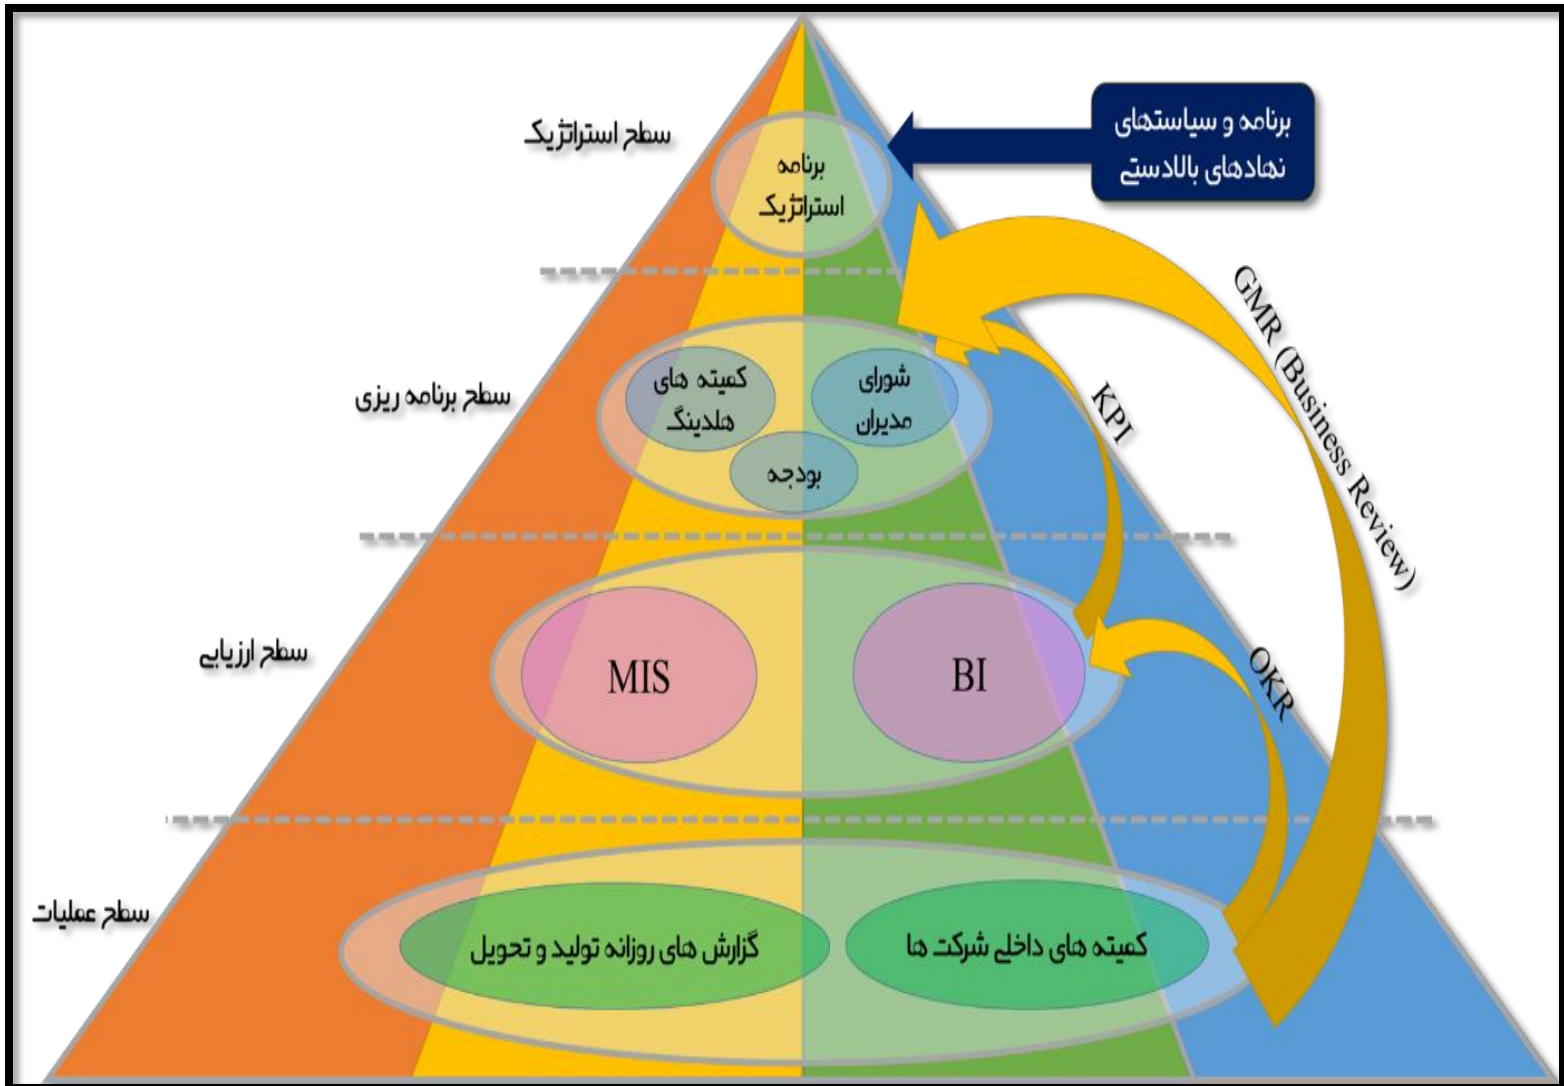 سطح استراتژیک
برنامه و سیاستهای
نهادهای بالادستی
برنامه
استراتژیک
GMR (Business Review)
سطح برنامه ریزی
کمیته های
هلدینگ
شورای
مدیران
بودجه
KPI
سطح ارزیابی
MIS
BI
OKR
سطح عملیات
گزارش های روزانه تولید و تحویل
کمیته های داخلی شرکت ها